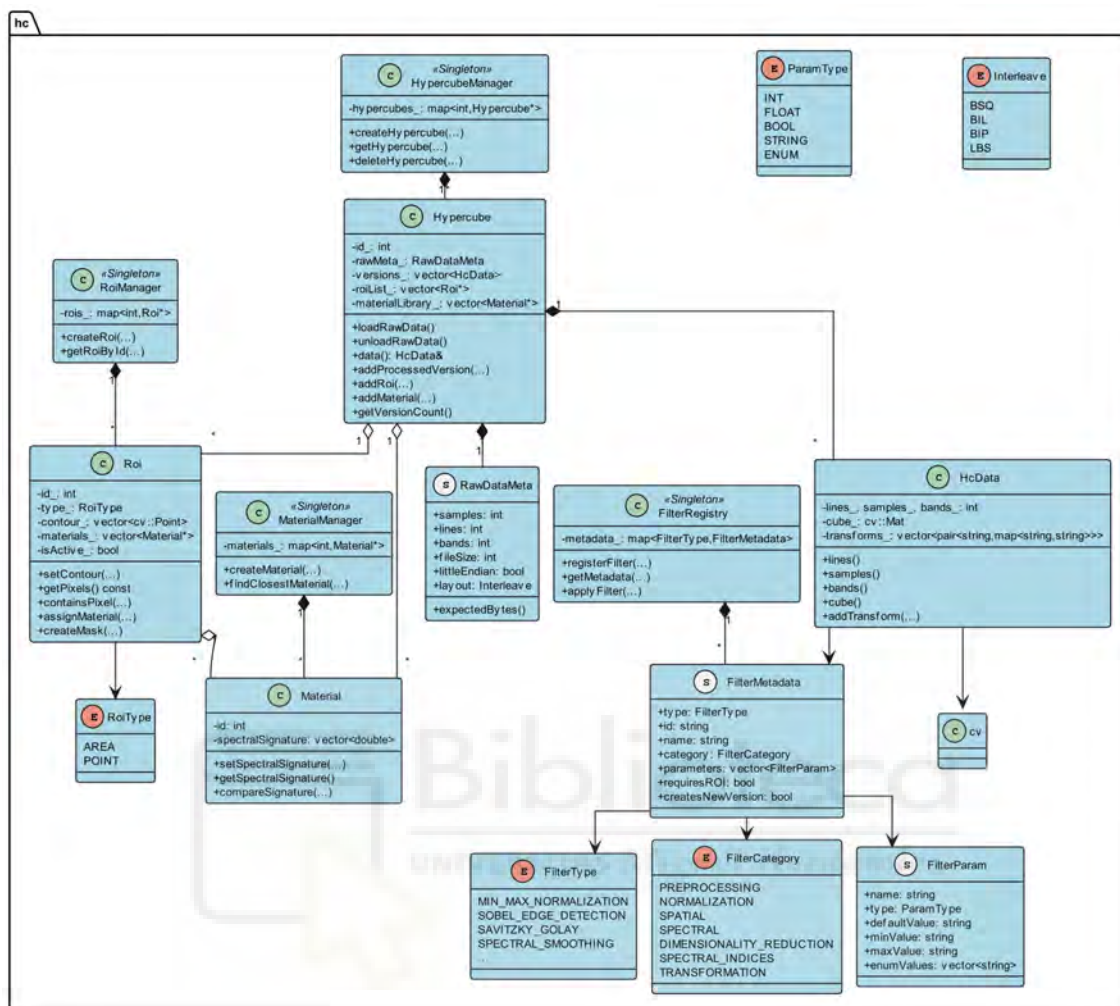 hc
C «Singleton»
HypercubeManager
-hypercubes_: map<int,Hypercube*>
+createHypercube(...)
+getHypercube(...)
+deleteHypercube(...)
E ParamType
INT
FLOAT
BOOL
STRING
ENUM
E Interleave
BSQ
BIL
BIP
LBS
1
C Hypercube
-id_: int
-rawMeta_: RawDataMeta
-versions_: vector<HcData>
-roiList_: vector<Roi*>
-materialLibrary_: vector<Material*>
+loadRawData()
+unloadRawData()
+data(): HcData&
+addProcessedVersion(...)
+addRoi(...)
+addMaterial(...)
+getVersionCount()
1
C «Singleton»
RoiManager
-rois_: map<int,Roi*>
+createRoi(...)
+getRoiById(...)
1
*
1
1
1
*
*
C Roi
-id_: int
-type_: RoiType
-contour_: vector<cv::Point>
-materials_: vector<Material*>
-isActive_: bool
+setContour(...)
+getPixels() const
+containsPixel(...)
+assignMaterial(...)
+createMask(...)
C «Singleton»
MaterialManager
-materials_: map<int,Material*>
+createMaterial(...)
+findClosestMaterial(...)
S RawDataMeta
+samples: int
+lines: int
+bands: int
+fileSize: int
+littleEndian: bool
+layout: Interleave
+expectedBytes()
C «Singleton»
FilterRegistry
-metadata_: map<FilterType,FilterMetadata>
+registerFilter(...)
+getMetadata(...)
+applyFilter(...)
C HcData
-lines_, samples_, bands_: int
-cube_: cv::Mat
-transforms_: vector<pair<string,map<string,string>>>
+lines()
+samples()
+bands()
+cube()
+addTransform(...)
1
1
*
*
*
*
E RoiType
AREA
POINT
C Material
-id: int
-spectralSignature: vector<double>
+setSpectralSignature(...)
+getSpectralSignature()
+compareSignature(...)
S FilterMetadata
+type: FilterType
+id: string
+name: string
+category: FilterCategory
+parameters: vector<FilterParam>
+requiresROI: bool
+createsNewVersion: bool
C cv
Biblioteca
E FilterType
MIN_MAX_NORMALIZATION
SOBEL_EDGE_DETECTION
SAVITZKY_GOLAY
SPECTRAL_SMOOTHING
...
E FilterCategory
PREPROCESSING
NORMALIZATION
SPATIAL
SPECTRAL
DIMENSIONALITY_REDUCTION
SPECTRAL_INDICES
TRANSFORMATION
S FilterParam
+name: string
+type: ParamType
+defaultValue: string
+minValue: string
+maxValue: string
+enumValues: vector<string>